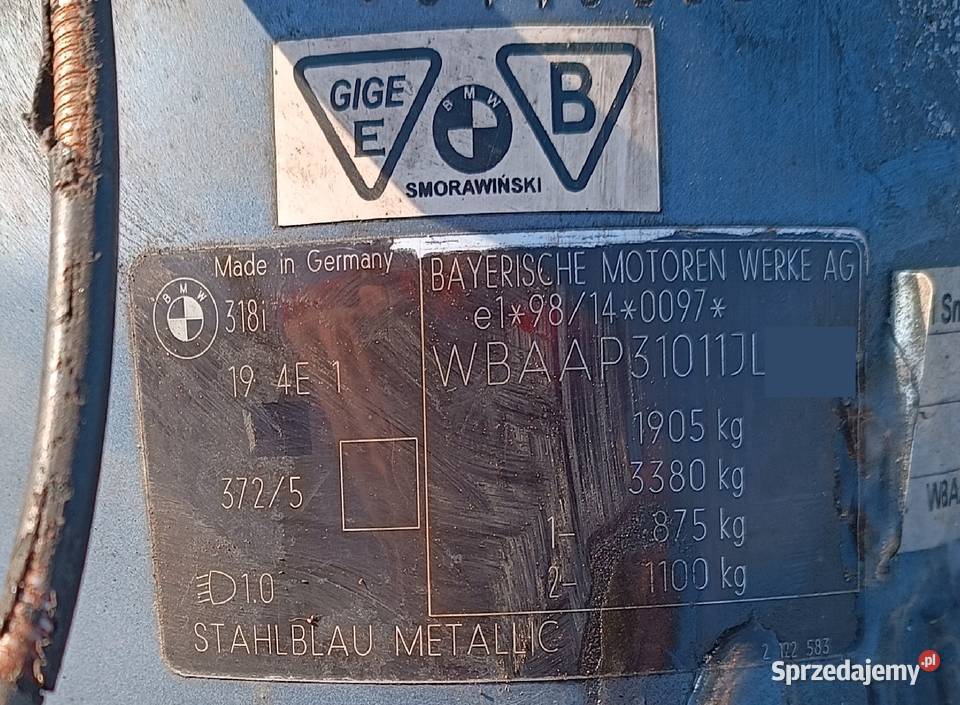 GIGE
E
BMW
B
SMORAWIŃSKI
Made in Germany
BMW
318i
19 4E 1
372/5
1.0
STAHLBLAU METALLIC
BAYERISCHE MOTOREN WERKE AG
e1*98/14*0097*
WBAAP31011JL
1905 kg
3380 kg
1- 875 kg
2- 1100 kg
2 122 583
Sprzedajemy.pl